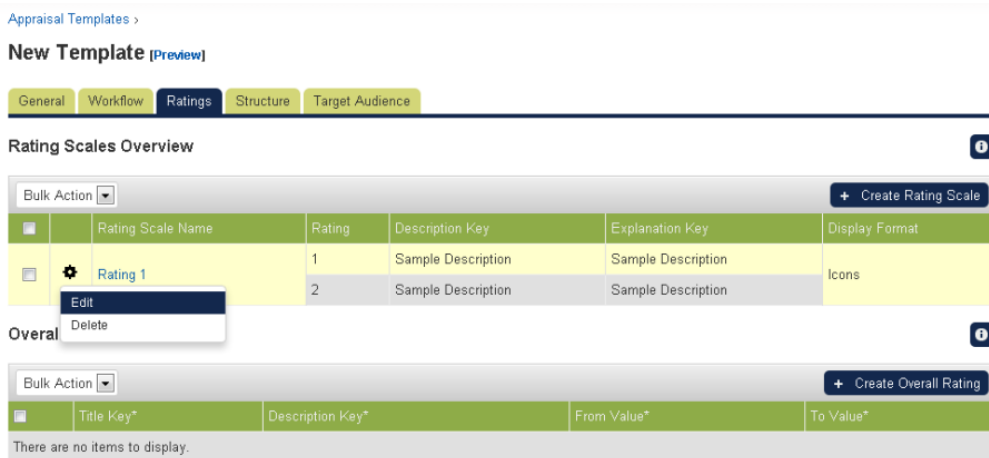 Appraisal Templates ›
New Template [Preview]
General Workflow Ratings Structure Target Audience
Rating Scales Overview
Bulk Action + Create Rating Scale
Rating Scale Name Rating Description Key Explanation Key Display Format
Rating 1 1 Sample Description Sample Description Icons
2 Sample Description Sample Description
Edit
Delete
Overal
Bulk Action + Create Overall Rating
Title Key* Description Key* From Value* To Value*
There are no items to display.